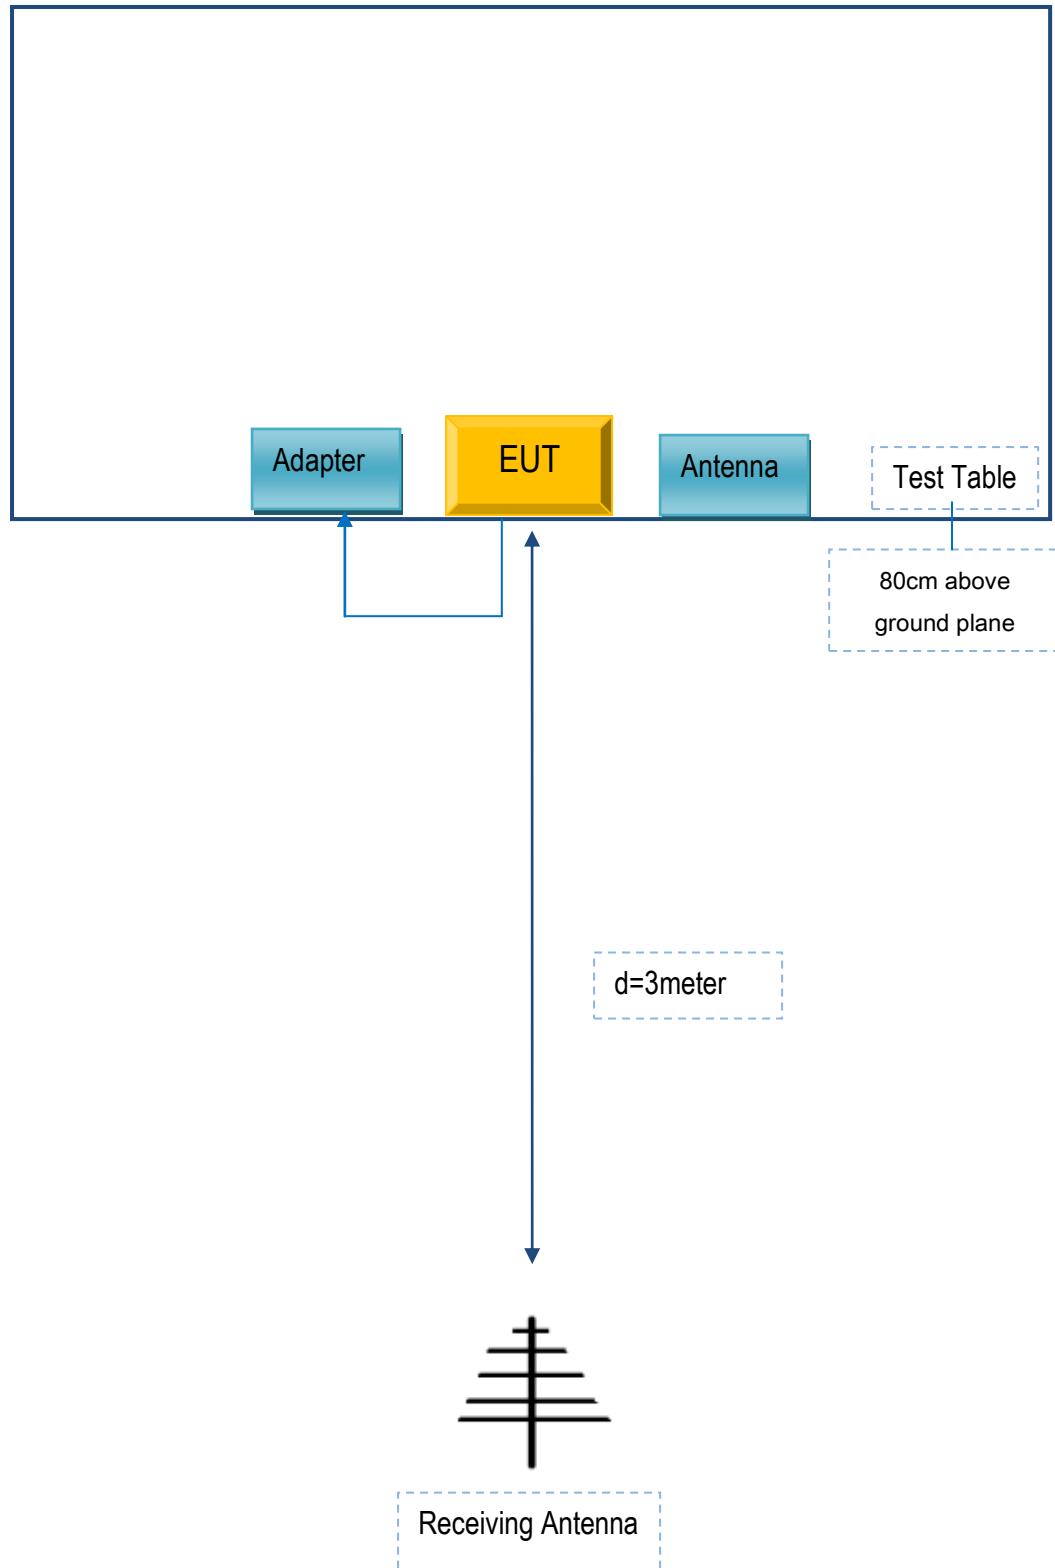 Adapter
EUT
Antenna
Test Table
80cm above
ground plane
d=3meter
Receiving Antenna